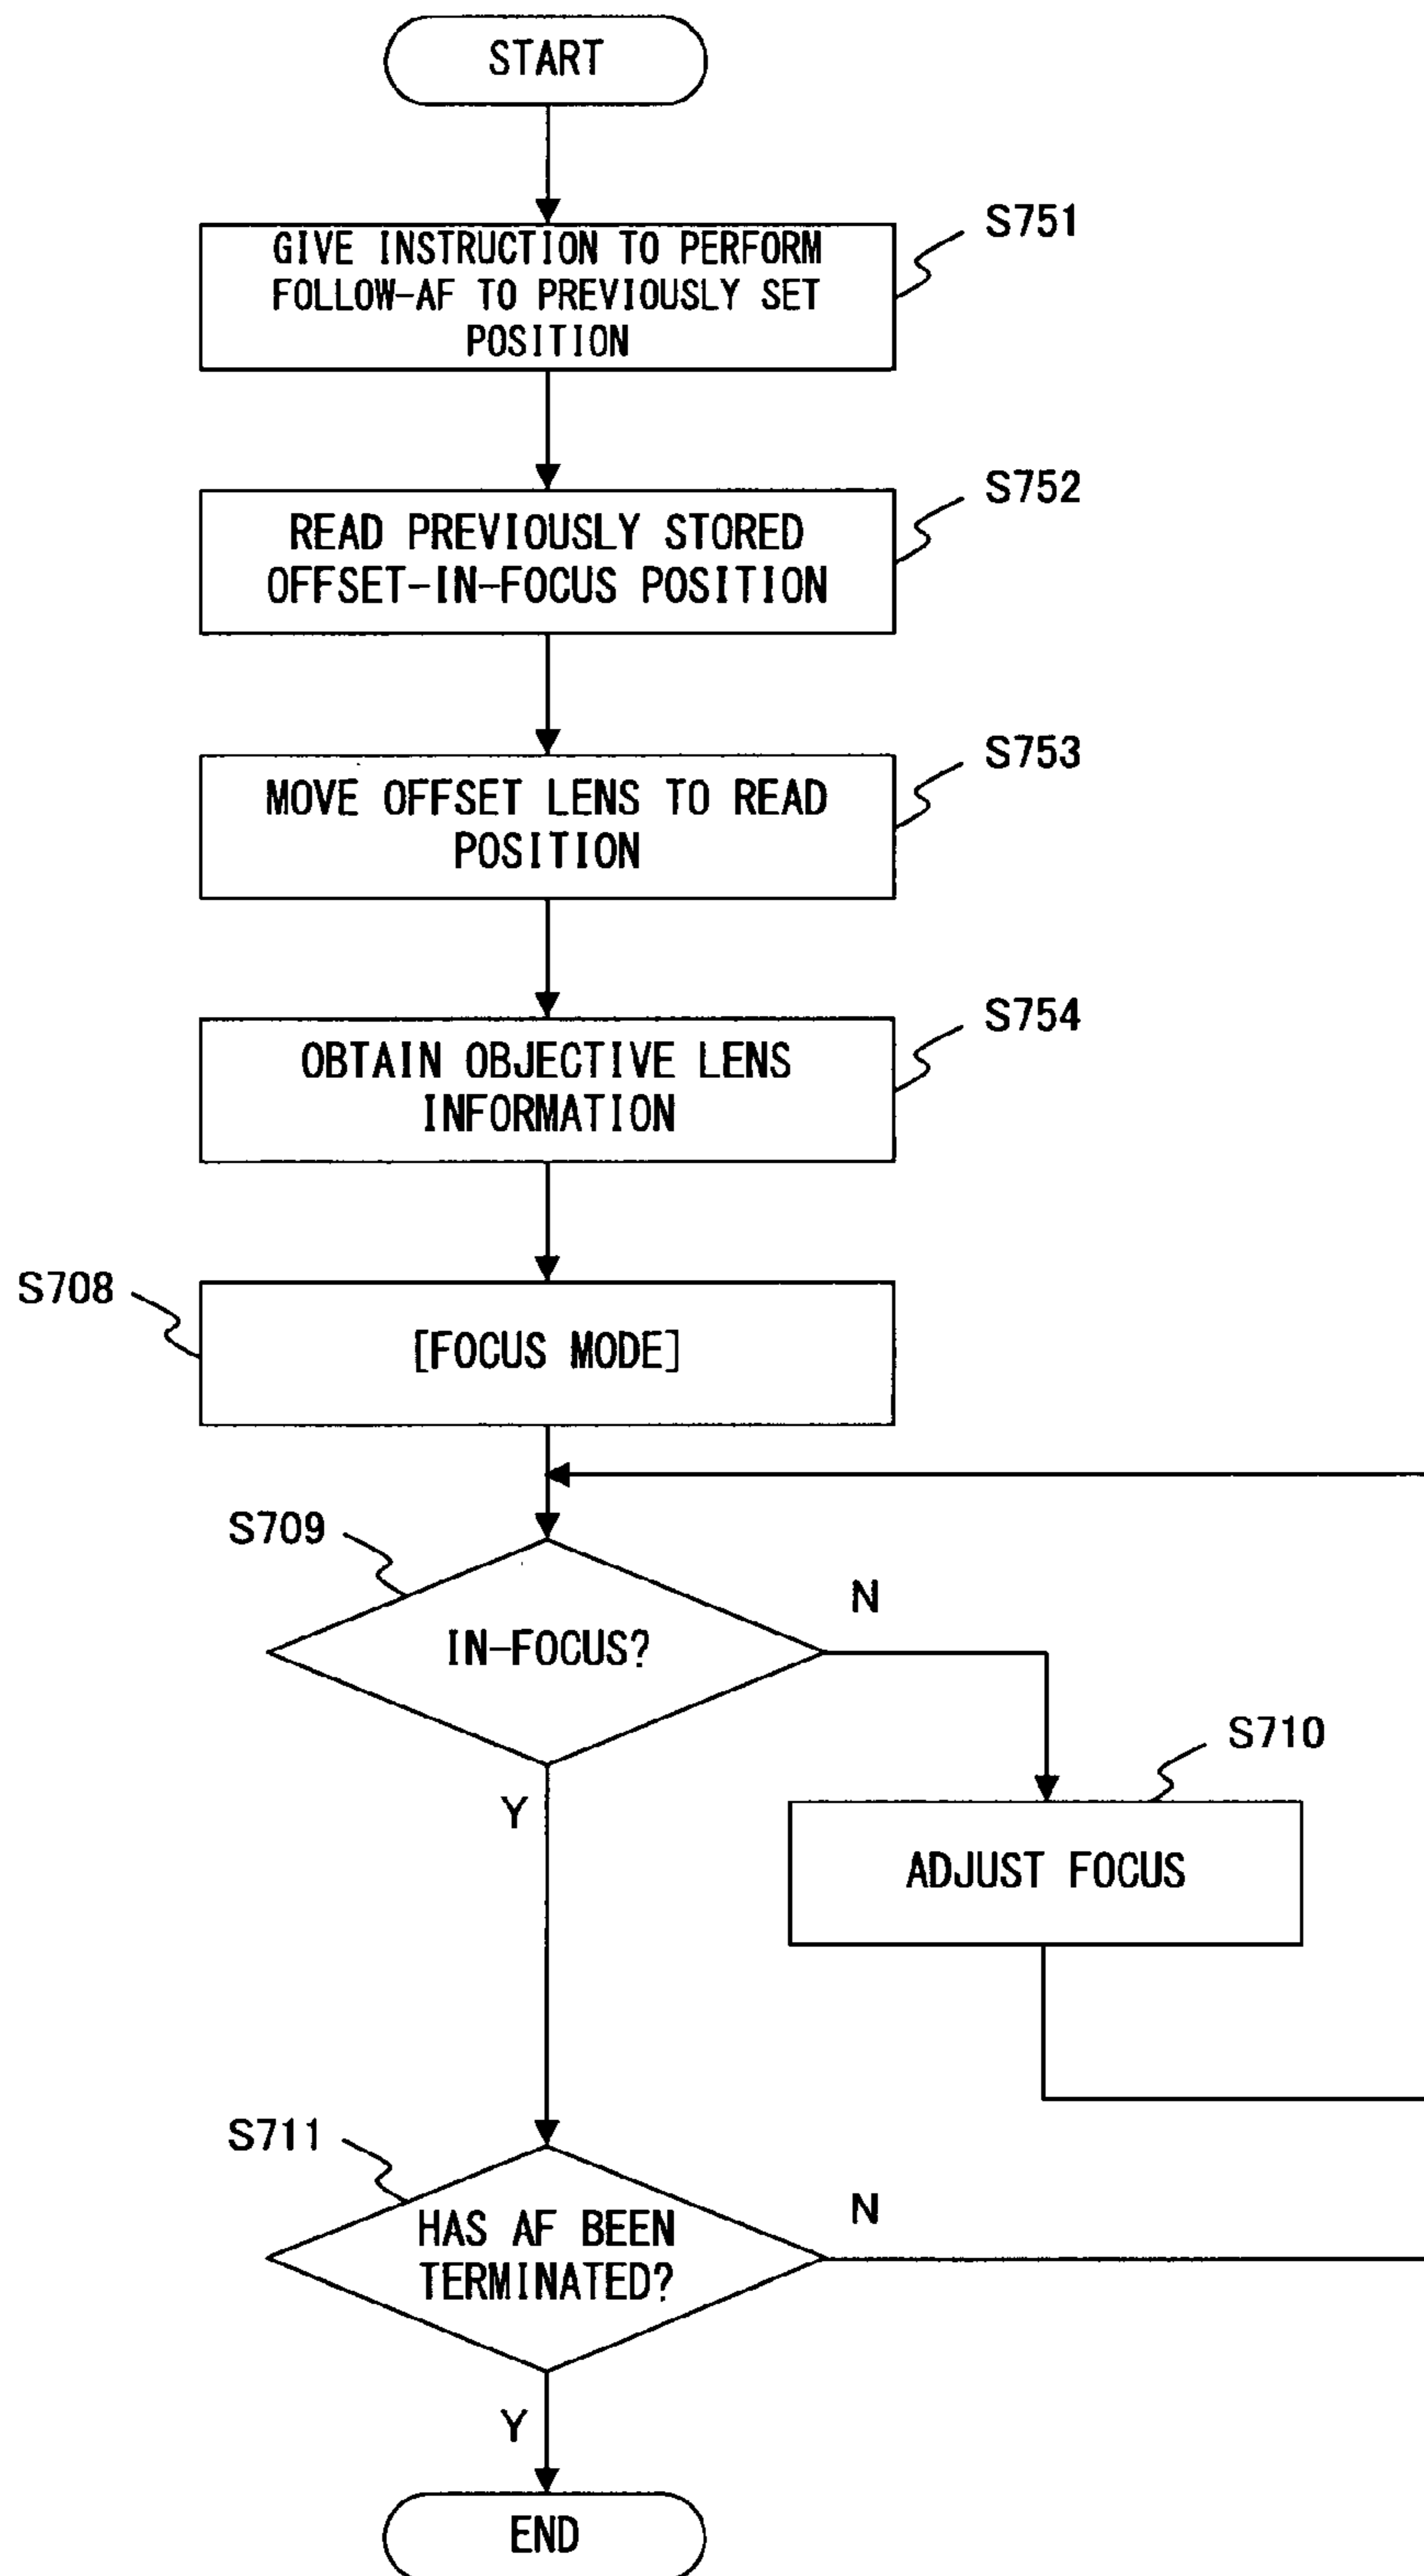 START
S751
GIVE INSTRUCTION TO PERFORM
FOLLOW-AF TO PREVIOUSLY SET
POSITION
S752
READ PREVIOUSLY STORED
OFFSET-IN-FOCUS POSITION
S753
MOVE OFFSET LENS TO READ
POSITION
S754
OBTAIN OBJECTIVE LENS
INFORMATION
S708
[FOCUS MODE]
S709
N
IN-FOCUS?
S710
Y
ADJUST FOCUS
S711
N
HAS AF BEEN
TERMINATED?
Y
END